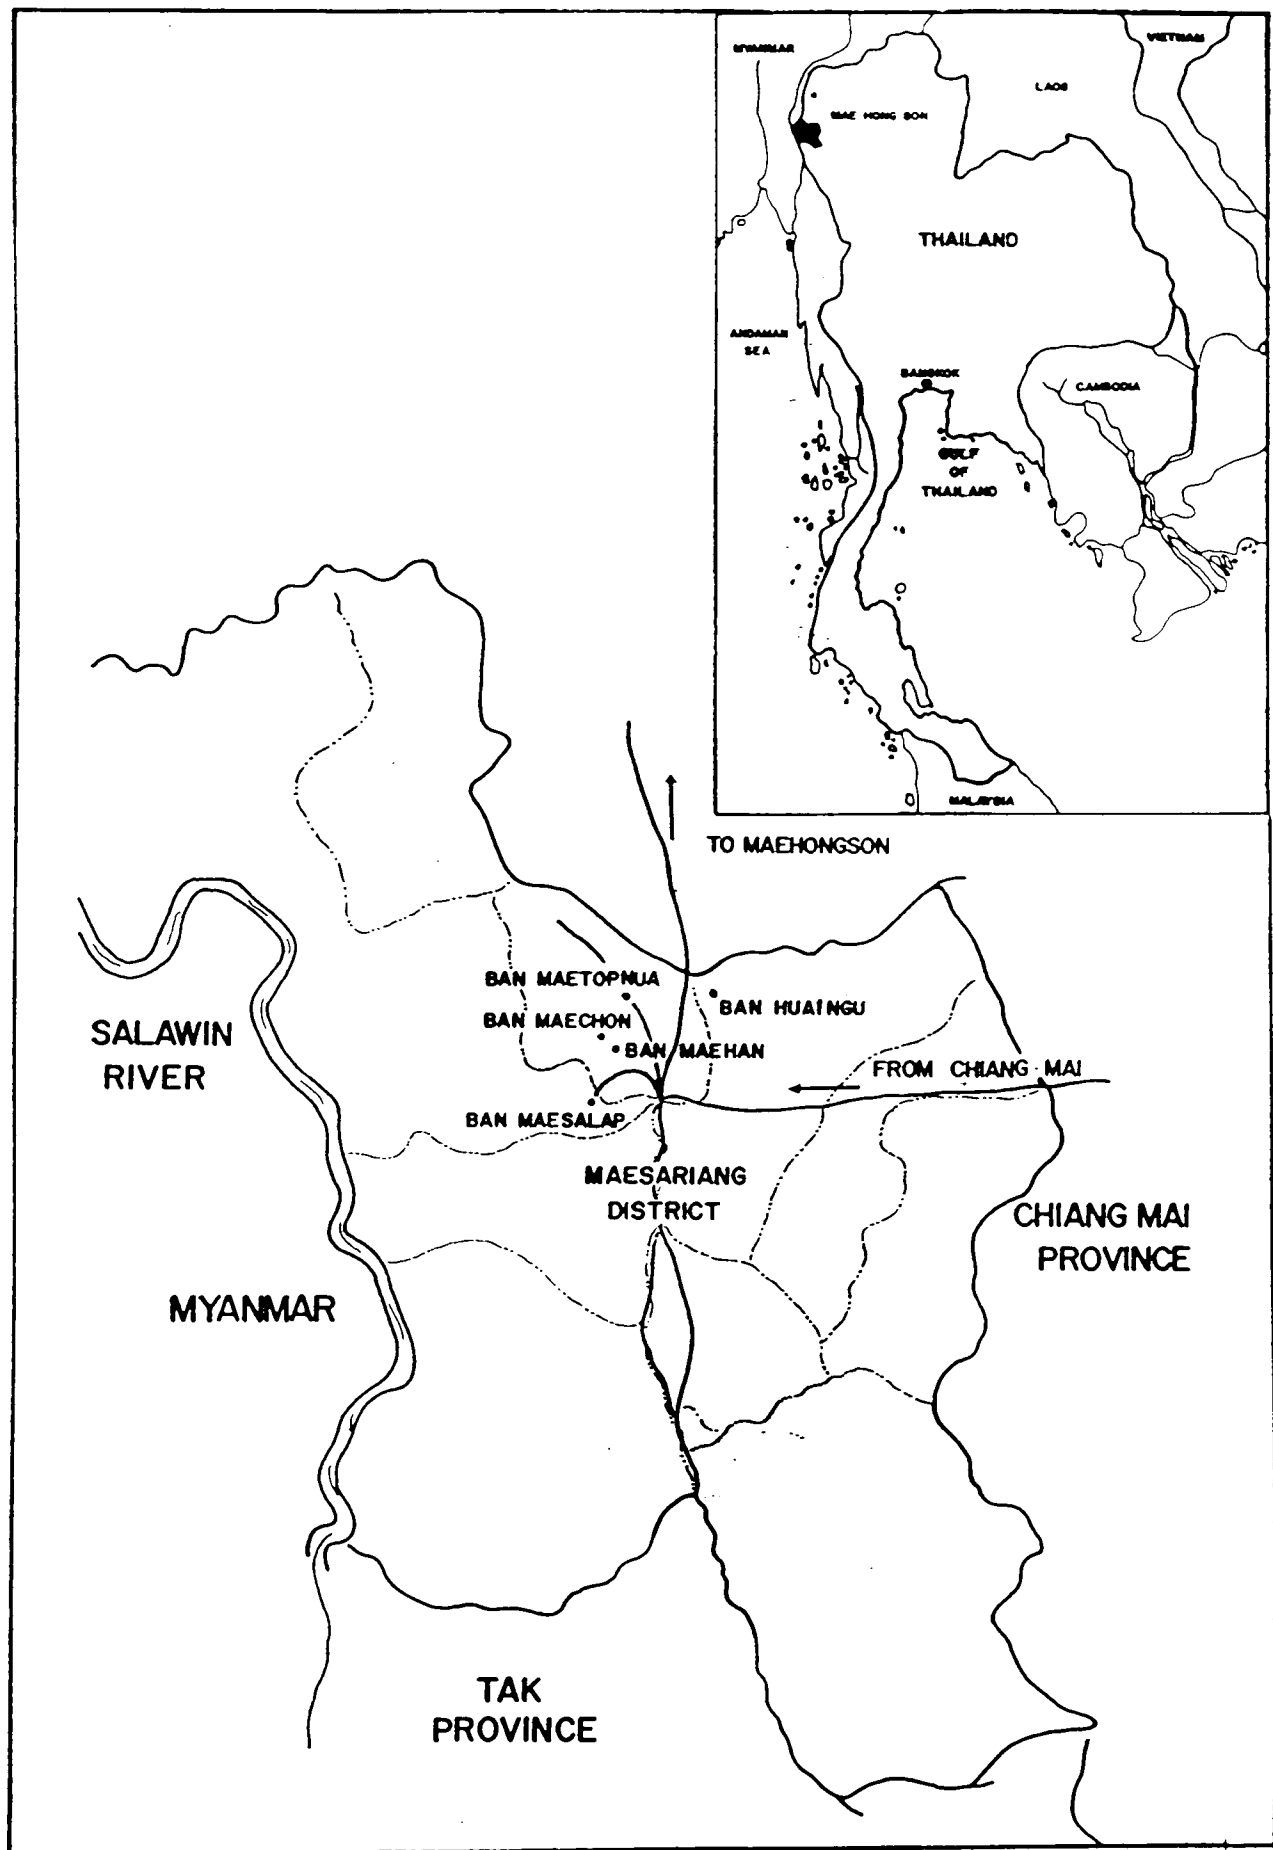 MYANMAR
VIETNAM
LAOS
MAE HONG SON
THAILAND
ANDAMAN
SEA
BANGKOK
CAMBODIA
GULF
OF
THAILAND
MALAYSIA
TO MAEHONGSON
BAN MAETOPNUA
BAN HUAINGU
BAN MAECHON
BAN MAEHAN
SALAWIN
RIVER
FROM CHIANG MAI
BAN MAESALAP
MAESARIANG
DISTRICT
CHIANG MAI
PROVINCE
MYANMAR
TAK
PROVINCE